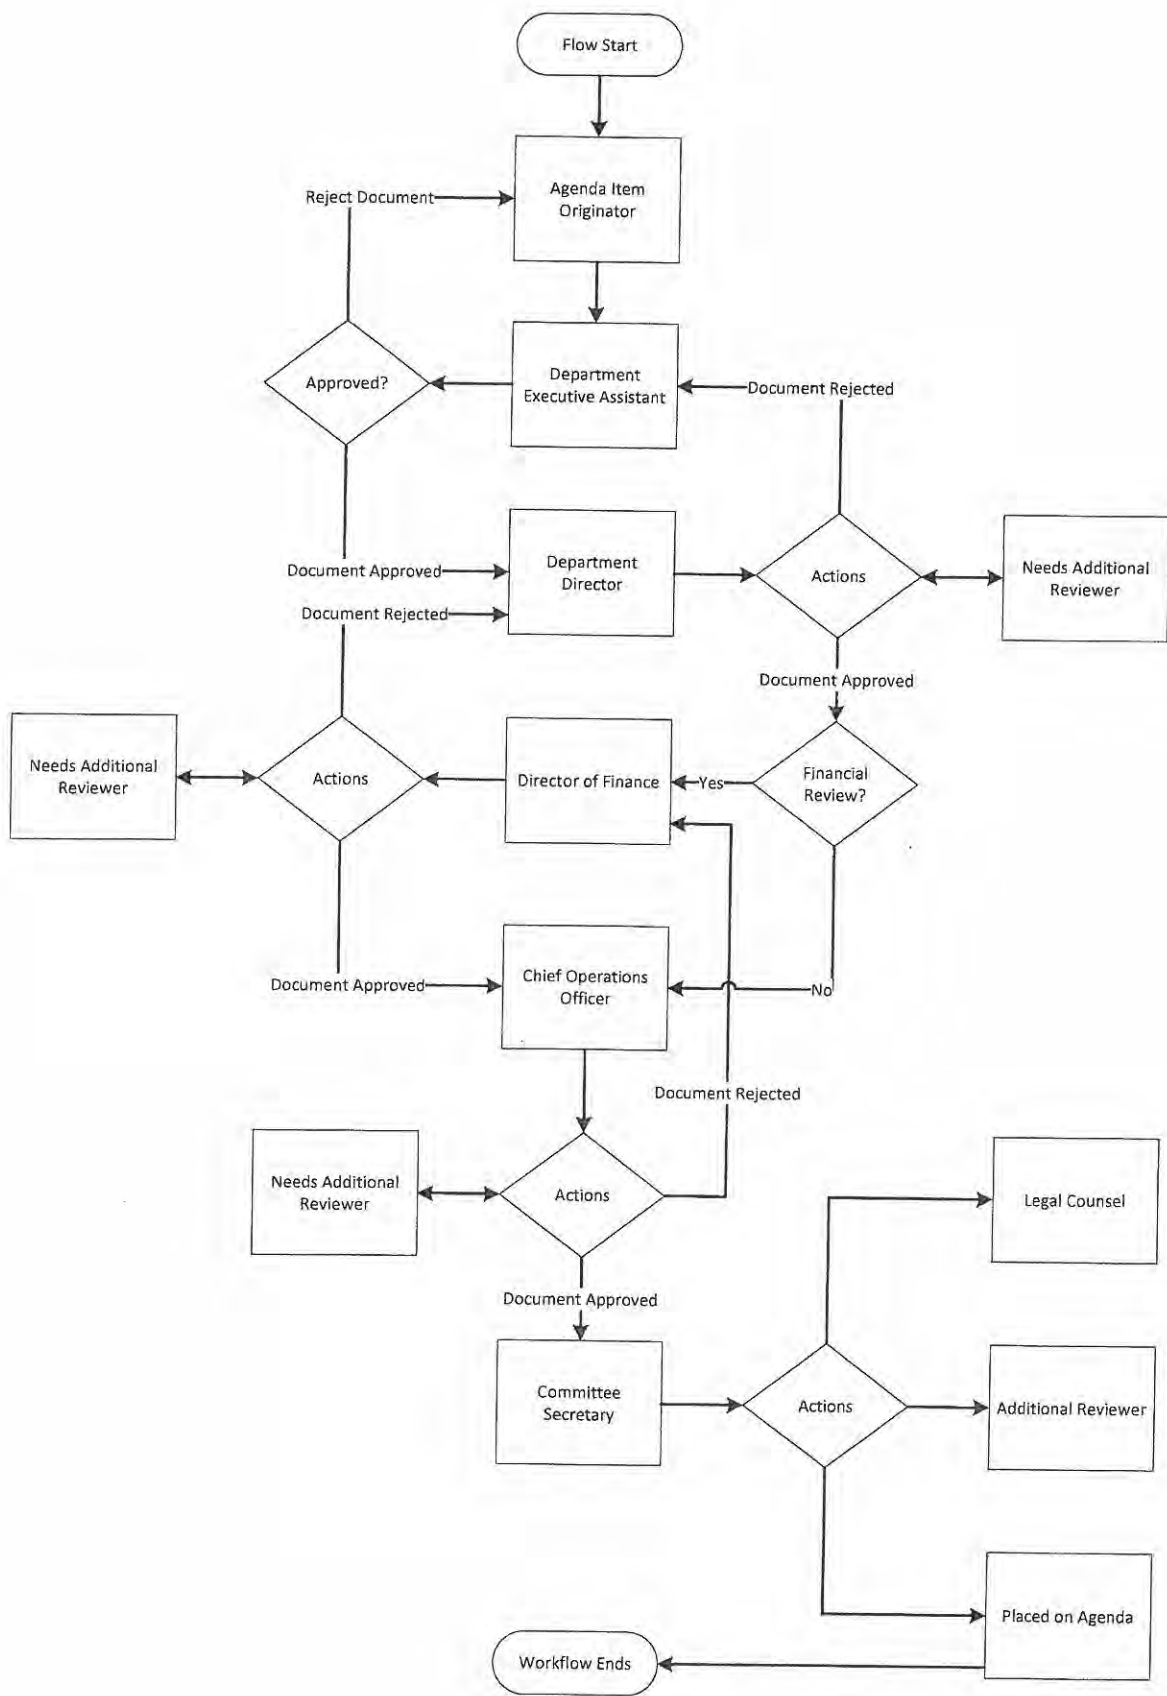 Flow Start
Agenda Item
Originator
Reject Document
Approved?
Department
Executive Assistant
Document Rejected
Document Approved
Department
Director
Actions
Needs Additional
Reviewer
Document Rejected
Document Approved
Needs Additional
Reviewer
Actions
Director of Finance
Yes
Financial
Review?
Document Approved
Chief Operations
Officer
No
Document Rejected
Needs Additional
Reviewer
Actions
Legal Counsel
Document Approved
Committee
Secretary
Actions
Additional Reviewer
Placed on Agenda
Workflow Ends